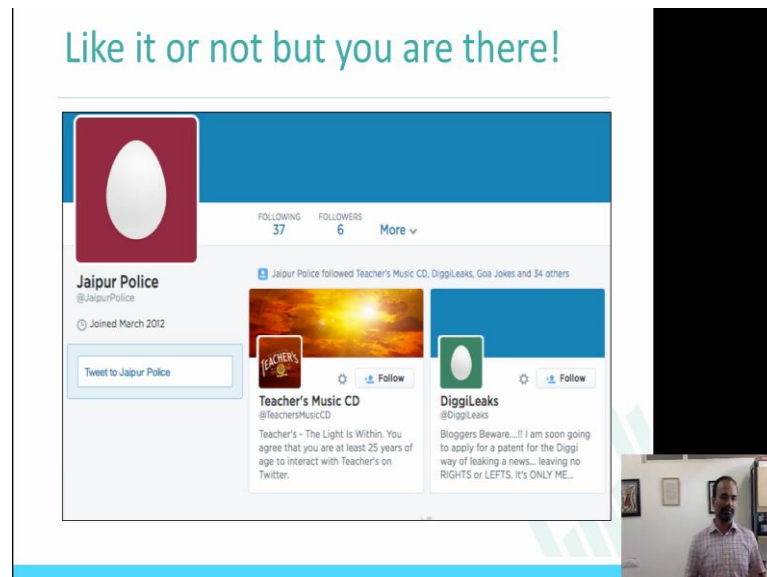 Like it or not but you are there!
FOLLOWING FOLLOWERS
37 6 More
Jaipur Police followed Teacher's Music CD, DiggiLeaks, Goa Jokes and 34 others
Jaipur Police
@JaipurPolice
Joined March 2012
Tweet to Jaipur Police
TEACHER'S
Follow
Teacher's Music CD
@TeachersMusicCD
Teacher's - The Light Is Within. You
agree that you are at least 25 years of
age to interact with Teacher's on
Twitter.
Follow
DiggiLeaks
@DiggiLeaks
Bloggers Beware....!! I am soon going
to apply for a patent for the Diggi
way of leaking a news... leaving no
RIGHTS or LEFTS. It's ONLY ME...